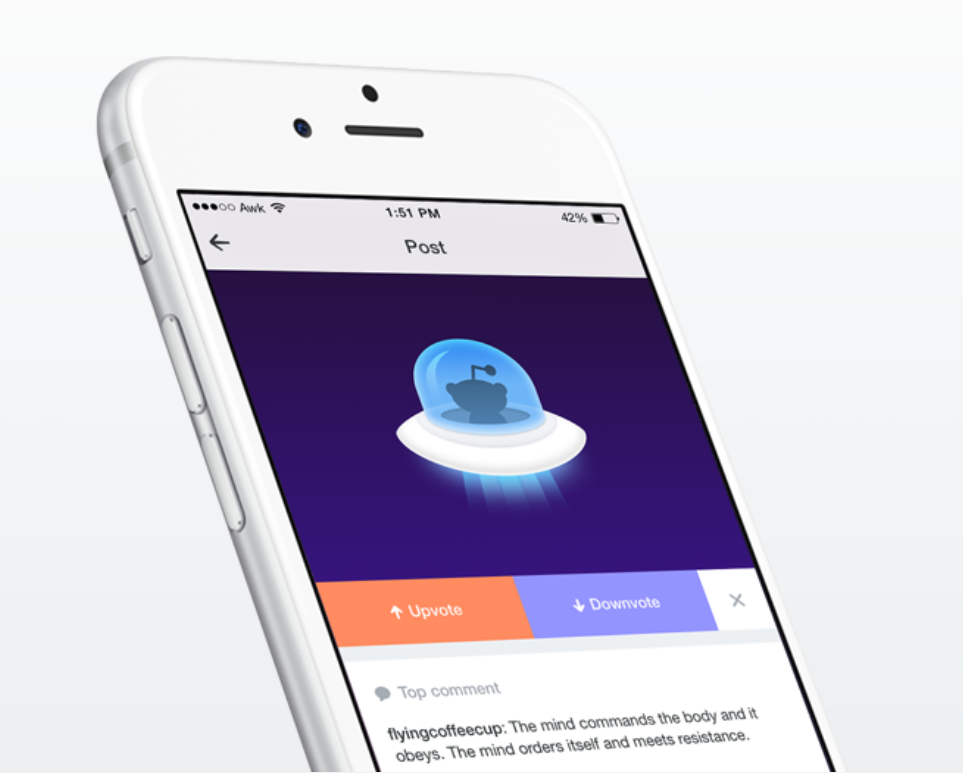 Awk 1:51 PM 42%
Post
Upvote Downvote
Top comment
flyingcoffeecup: The mind commands the body and it
obeys. The mind orders itself and meets resistance.